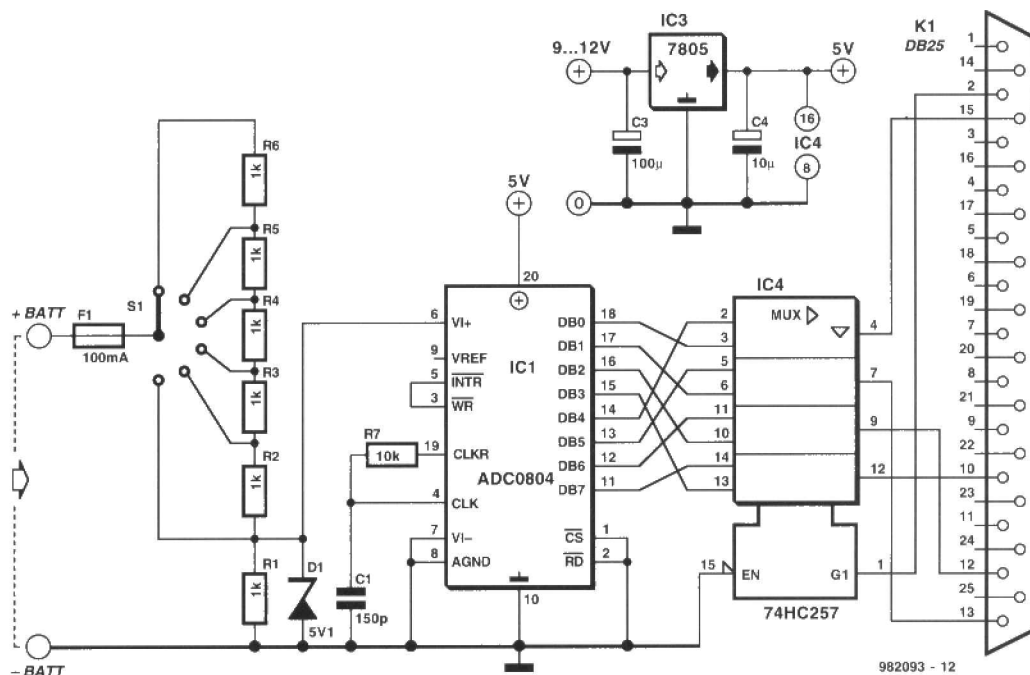 IC3
7805
9...12V
5V
C3
100µ
C4
10µ
16
IC4
8
0
K1
DB25
1
14
2
15
3
16
4
17
5
18
6
19
7
20
8
21
9
22
10
23
11
24
12
25
13
R6
1k
R5
1k
R4
1k
R3
1k
R2
1k
R1
1k
+ BATT
F1
100mA
S1
– BATT
D1
5V1
R7
10k
C1
150p
5V
20
IC1
ADC0804
6 VI+
9 VREF
5 INTR
3 WR
19 CLKR
4 CLK
7 VI–
8 AGND
10
DB0 18
DB1 17
DB2 16
DB3 15
DB4 14
DB5 13
DB6 12
DB7 11
CS 1
RD 2
IC4
MUX
2
3
5
6
11
10
14
13
4
7
9
12
15 EN
G1 1
74HC257
982093 - 12